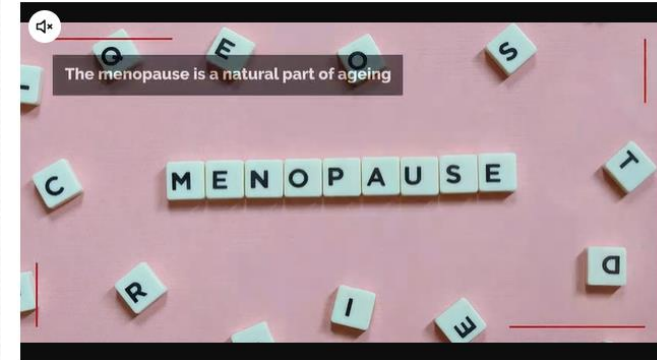 Q E O S
The menopause is a natural part of ageing
C MENOPAUSE T
D
R I E